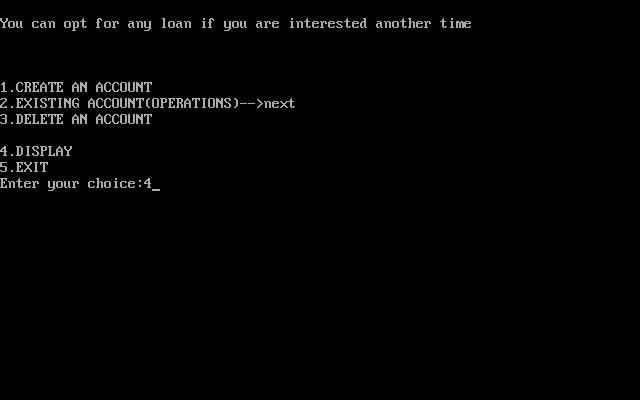 You can opt for any loan if you are interested another time
1.CREATE AN ACCOUNT
2.EXISTING ACCOUNT(OPERATIONS)-->next
3.DELETE AN ACCOUNT
4.DISPLAY
5.EXIT
Enter your choice:4_